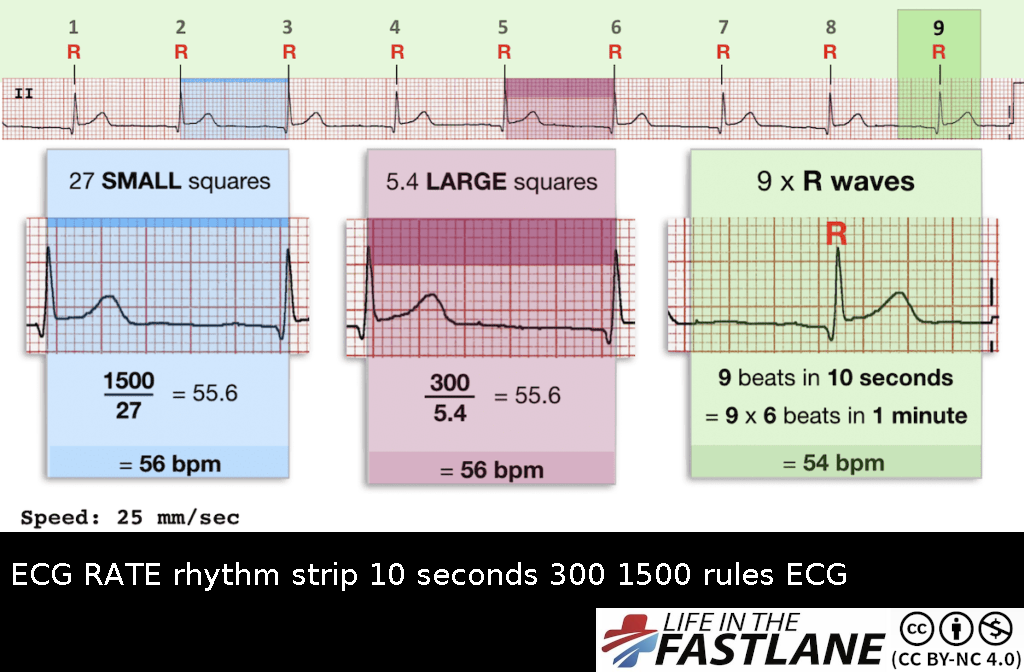 1 2 3 4 5 6 7 8 9
R R R R R R R R R
II
27 SMALL squares
1500
27
= 55.6
= 56 bpm
5.4 LARGE squares
300
5.4
= 55.6
= 56 bpm
9 x R waves
R
9 beats in 10 seconds
= 9 x 6 beats in 1 minute
= 54 bpm
Speed: 25 mm/sec
ECG RATE rhythm strip 10 seconds 300 1500 rules ECG
LIFE IN THE
FASTLANE
cc
(CC BY-NC 4.0)